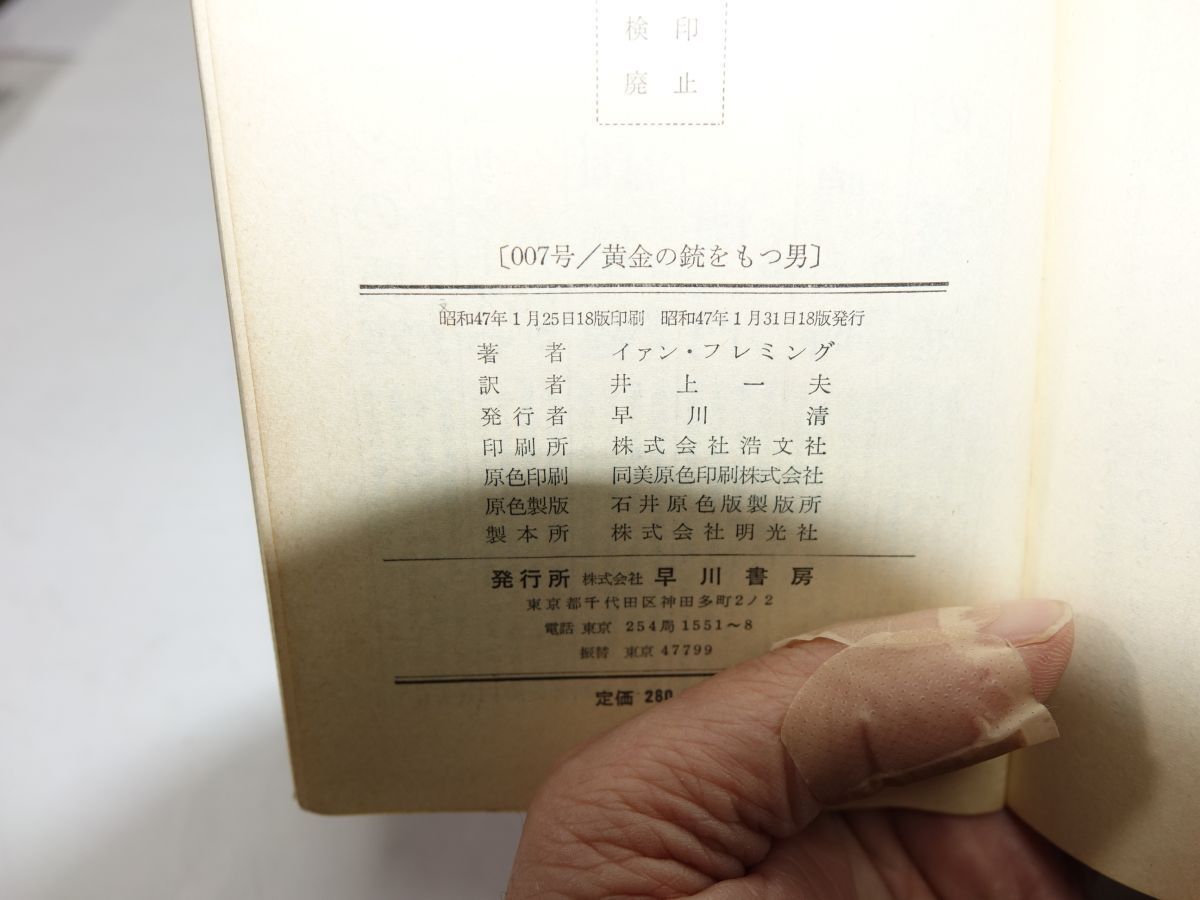 検印
廃止
〔007号／黄金の銃をもつ男〕
昭和47年1月25日18版印刷 昭和47年1月31日18版発行
著者 イァン・フレミング
訳者 井上一夫
発行者 早川清
印刷所 株式会社浩文社
原色印刷 同美原色印刷株式会社
原色製版 石井原色版製版所
製本所 株式会社明光社
発行所 株式会社 早川書房
東京都千代田区神田多町2ノ2
電話 東京 254局1551〜8
振替 東京 47799
定価 280